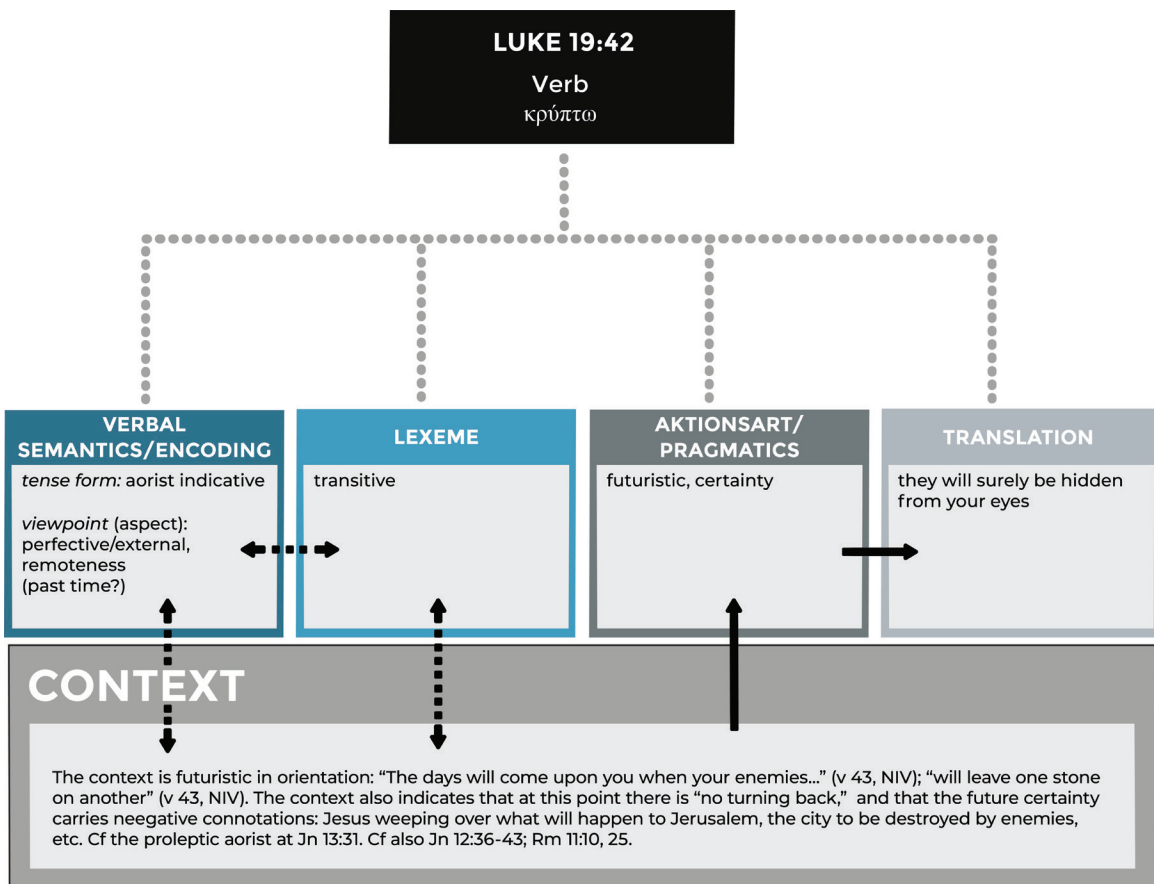 LUKE 19:42
Verb
κρύπτω
VERBAL
SEMANTICS/ENCODING
tense form: aorist indicative
viewpoint (aspect):
perfective/external,
remoteness
(past time?)
LEXEME
transitive
AKTIONSART/
PRAGMATICS
futuristic, certainty
TRANSLATION
they will surely be hidden
from your eyes
CONTEXT
The context is futuristic in orientation: “The days will come upon you when your enemies...” (v 43, NIV); “will leave one stone
on another” (v 43, NIV). The context also indicates that at this point there is “no turning back,” and that the future certainty
carries neegative connotations: Jesus weeping over what will happen to Jerusalem, the city to be destroyed by enemies,
etc. Cf the proleptic aorist at Jn 13:31. Cf also Jn 12:36-43; Rm 11:10, 25.